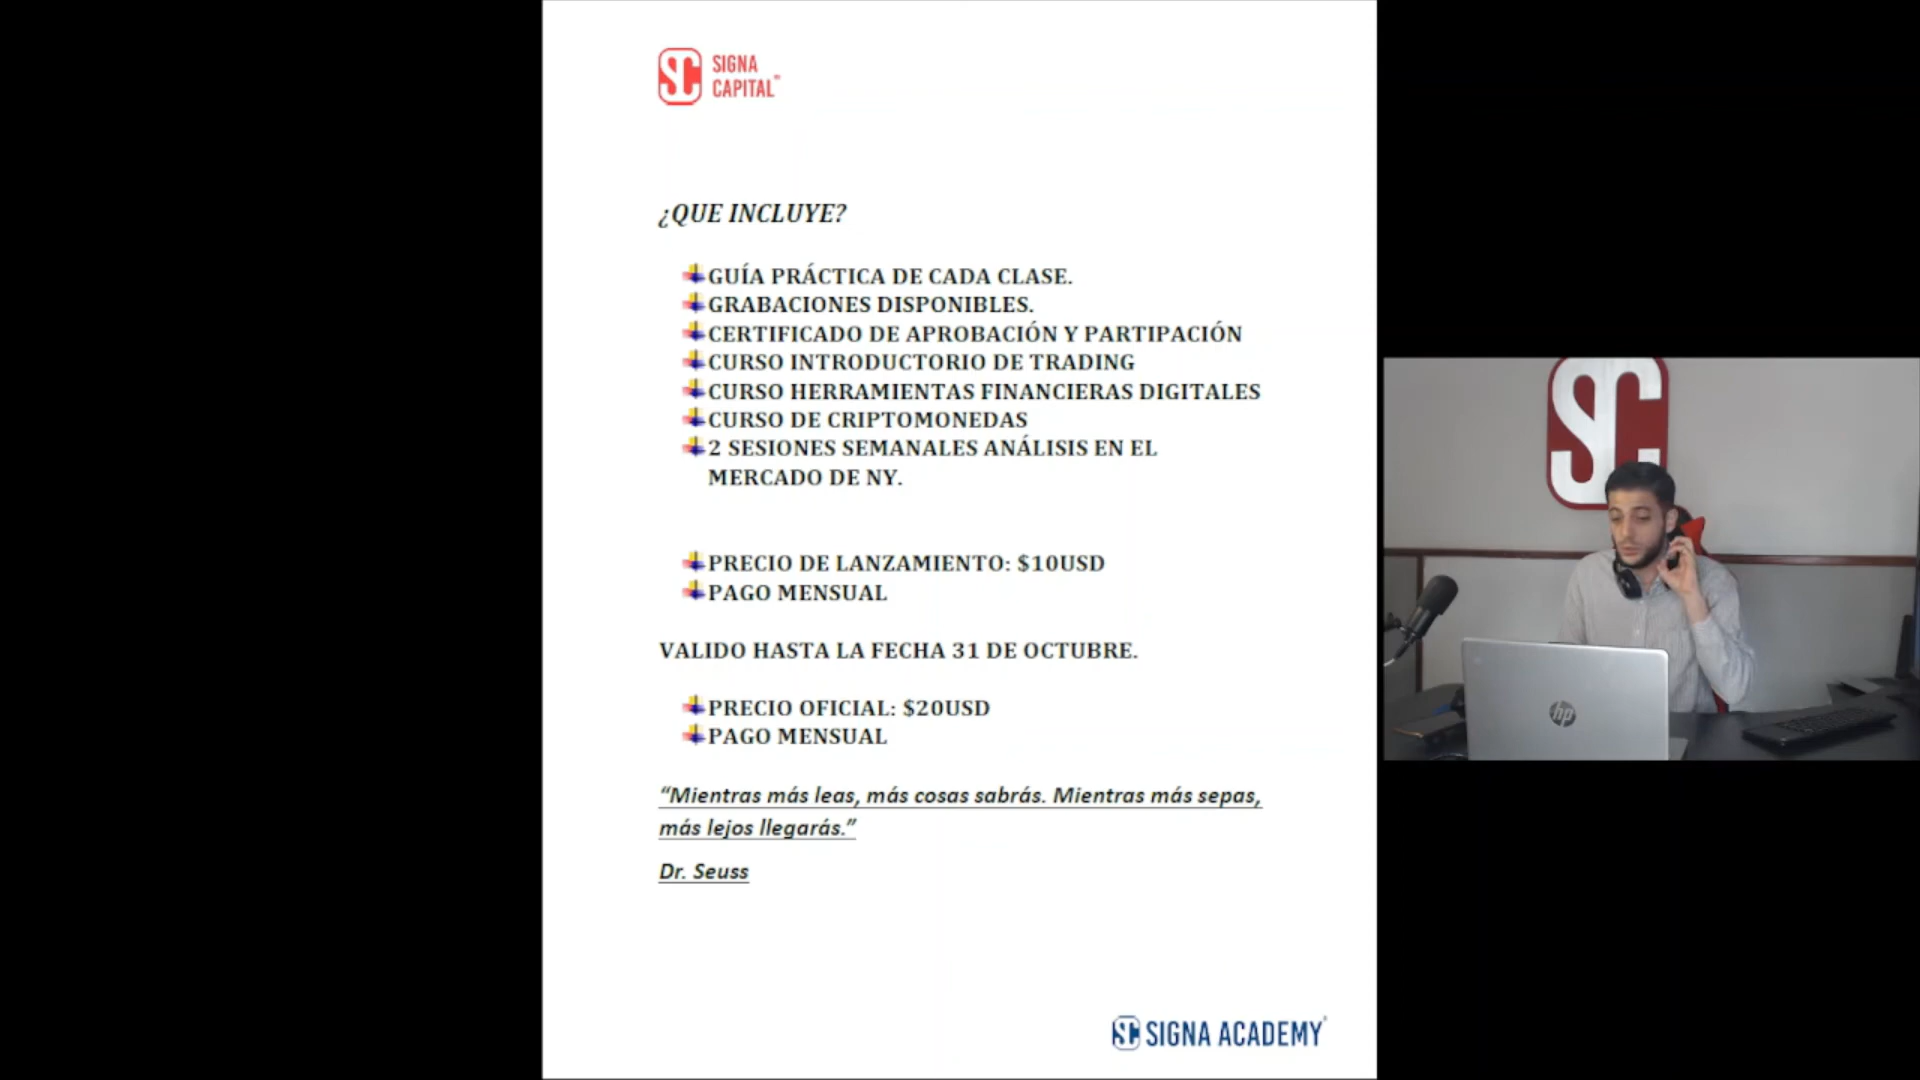 SIGNA
CAPITAL
¿QUE INCLUYE?
GUÍA PRÁCTICA DE CADA CLASE.
GRABACIONES DISPONIBLES.
CERTIFICADO DE APROBACIÓN Y PARTIPACIÓN
CURSO INTRODUCTORIO DE TRADING
CURSO HERRAMIENTAS FINANCIERAS DIGITALES
CURSO DE CRIPTOMONEDAS
2 SESIONES SEMANALES ANÁLISIS EN EL
MERCADO DE NY.
PRECIO DE LANZAMIENTO: $10USD
PAGO MENSUAL
VALIDO HASTA LA FECHA 31 DE OCTUBRE.
PRECIO OFICIAL: $20USD
PAGO MENSUAL
“Mientras más leas, más cosas sabrás. Mientras más sepas,
más lejos llegarás.”
Dr. Seuss
SC SIGNA ACADEMY
SC
hp